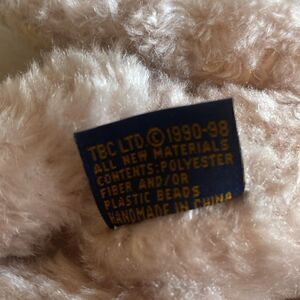 TBC LTD. © 1990-98
ALL NEW MATERIALS
CONTENTS: POLYESTER
FIBER AND/OR
PLASTIC BEADS
HANDMADE IN CHINA